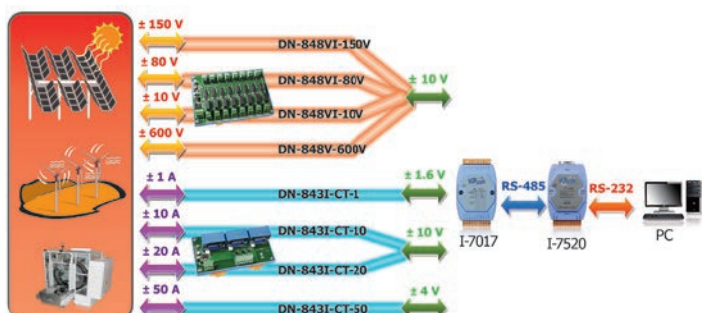 ± 150 V
DN-848VI-150V
± 80 V
DN-848VI-80V
± 10 V
± 10 V
DN-848VI-10V
± 600 V
DN-848V-600V
± 1 A
DN-843I-CT-1
± 1.6 V
RS-485
RS-232
± 10 A
DN-843I-CT-10
± 10 V
I-7017
I-7520
PC
± 20 A
DN-843I-CT-20
± 50 A
DN-843I-CT-50
± 4 V